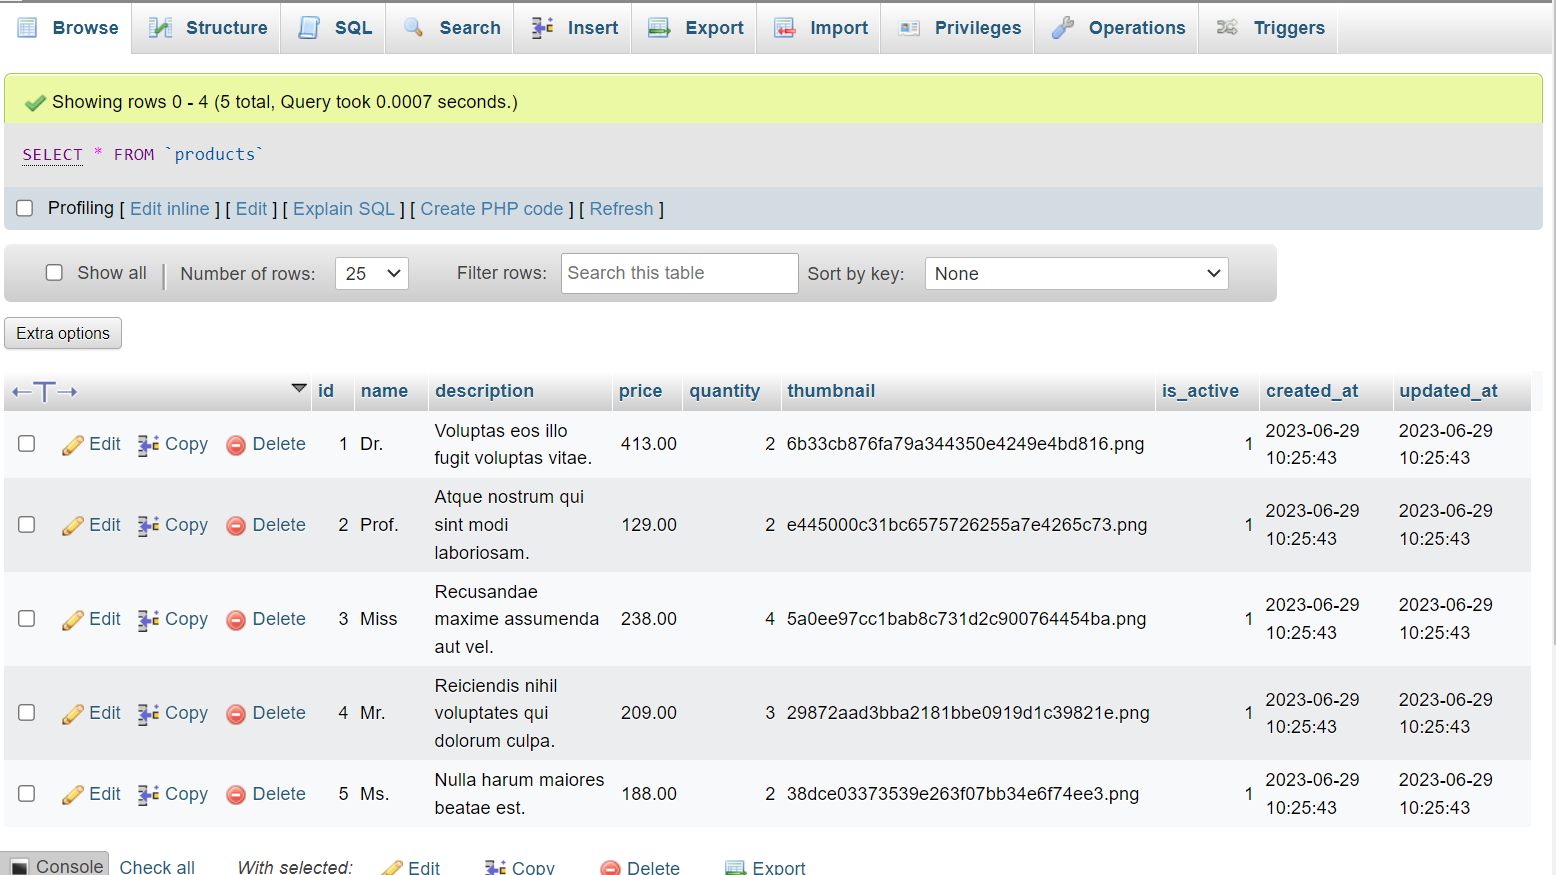 Browse Structure SQL Search Insert Export Import Privileges Operations Triggers
Showing rows 0 - 4 (5 total, Query took 0.0007 seconds.)
SELECT * FROM `products`
Profiling [ Edit inline ] [ Edit ] [ Explain SQL ] [ Create PHP code ] [ Refresh ]
Show all Number of rows: 25 Filter rows: Search this table Sort by key: None
Extra options
id name description price quantity thumbnail is_active created_at updated_at
Edit Copy Delete 1 Dr. Voluptas eos illo 413.00 2 6b33cb876fa79a344350e4249e4bd816.png 1 2023-06-29 2023-06-29
fugit voluptas vitae. 10:25:43 10:25:43
Edit Copy Delete 2 Prof. Atque nostrum qui 129.00 2 e445000c31bc6575726255a7e4265c73.png 1 2023-06-29 2023-06-29
sint modi 10:25:43 10:25:43
laboriosam.
Edit Copy Delete 3 Miss Recusandae 238.00 4 5a0ee97cc1bab8c731d2c900764454ba.png 1 2023-06-29 2023-06-29
maxime assumenda 10:25:43 10:25:43
aut vel.
Edit Copy Delete 4 Mr. Reiciendis nihil 209.00 3 29872aad3bba2181bbe0919d1c39821e.png 1 2023-06-29 2023-06-29
voluptates qui 10:25:43 10:25:43
dolorum culpa.
Edit Copy Delete 5 Ms. Nulla harum maiores 188.00 2 38dce03373539e263f07bb34e6f74ee3.png 1 2023-06-29 2023-06-29
beatae est. 10:25:43 10:25:43
Console Check all With selected: Edit Copy Delete Export